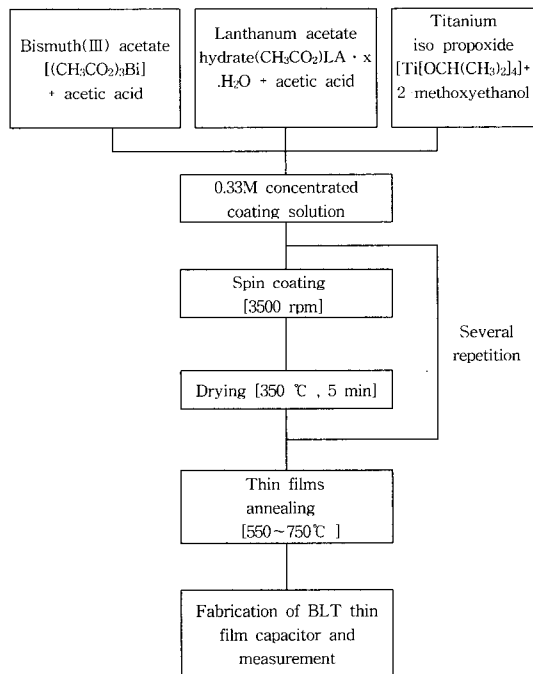 Bismuth(III) acetate
[(CH₃CO₂)₃Bi]
+ acetic acid
Lanthanum acetate
hydrate(CH₃CO₂)LA · x
.H₂O + acetic acid
Titanium
iso propoxide
[Ti[OCH(CH₃)₂]₄]+
2 methoxyethanol
0.33M concentrated
coating solution
Spin coating
[3500 rpm]
Several
repetition
Drying [350 ℃ , 5 min]
Thin films
annealing
[550~750℃ ]
Fabrication of BLT thin
film capacitor and
measurement